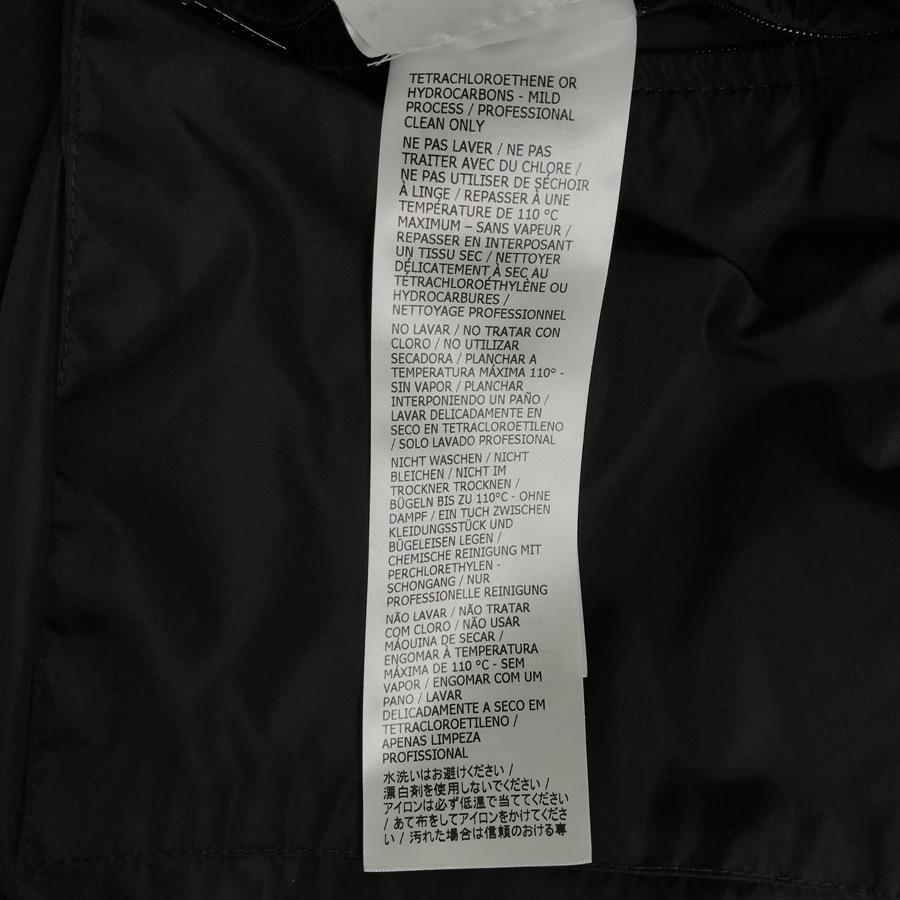 TETRACHLOROETHENE OR
HYDROCARBONS - MILD
PROCESS / PROFESSIONAL
CLEAN ONLY
NE PAS LAVER / NE PAS
TRAITER AVEC DU CHLORE /
NE PAS UTILISER DE SÉCHOIR
À LINGE / REPASSER À UNE
TEMPÉRATURE DE 110 °C
MAXIMUM – SANS VAPEUR /
REPASSER EN INTERPOSANT
UN TISSU SEC / NETTOYER
DÉLICATEMENT À SEC AU
TÉTRACHLOROÉTHYLÈNE OU
HYDROCARBURES /
NETTOYAGE PROFESSIONNEL
NO LAVAR / NO TRATAR CON
CLORO / NO UTILIZAR
SECADORA / PLANCHAR A
TEMPERATURA MÁXIMA 110° -
SIN VAPOR / PLANCHAR
INTERPONIENDO UN PAÑO /
LAVAR DELICADAMENTE EN
SECO EN TETRACLOROETILENO
/ SOLO LAVADO PROFESIONAL
NICHT WASCHEN / NICHT
BLEICHEN / NICHT IM
TROCKNER TROCKNEN /
BÜGELN BIS ZU 110°C - OHNE
DAMPF / EIN TUCH ZWISCHEN
KLEIDUNGSSTÜCK UND
BÜGELEISEN LEGEN /
CHEMISCHE REINIGUNG MIT
PERCHLORETHYLEN -
SCHONGANG / NUR
PROFESSIONELLE REINIGUNG
NÃO LAVAR / NÃO TRATAR
COM CLORO / NÃO USAR
MÁQUINA DE SECAR /
ENGOMAR À TEMPERATURA
MÁXIMA DE 110 °C - SEM
VAPOR / ENGOMAR COM UM
PANO / LAVAR
DELICADAMENTE A SECO EM
TETRACLOROETILENO /
APENAS LIMPEZA
PROFISSIONAL
水洗いはお避けください /
漂白剤を使用しないでください /
アイロンは必ず低温で当ててください
/ あて布をしてアイロンをかけてください
/ 汚れた場合は信頼のおける専